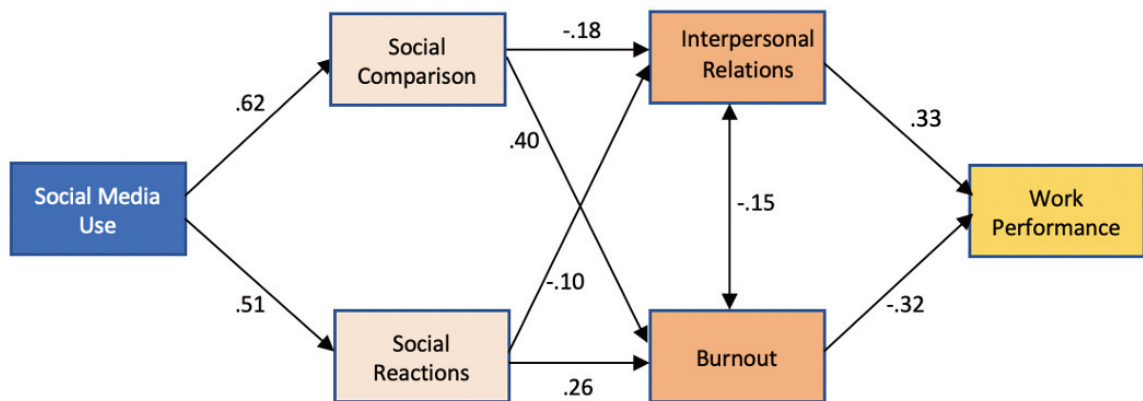 Social
Comparison
-.18
Interpersonal
Relations
.62
.40
.33
Social Media
Use
-.15
Work
Performance
.51
-.10
-.32
Social
Reactions
.26
Burnout